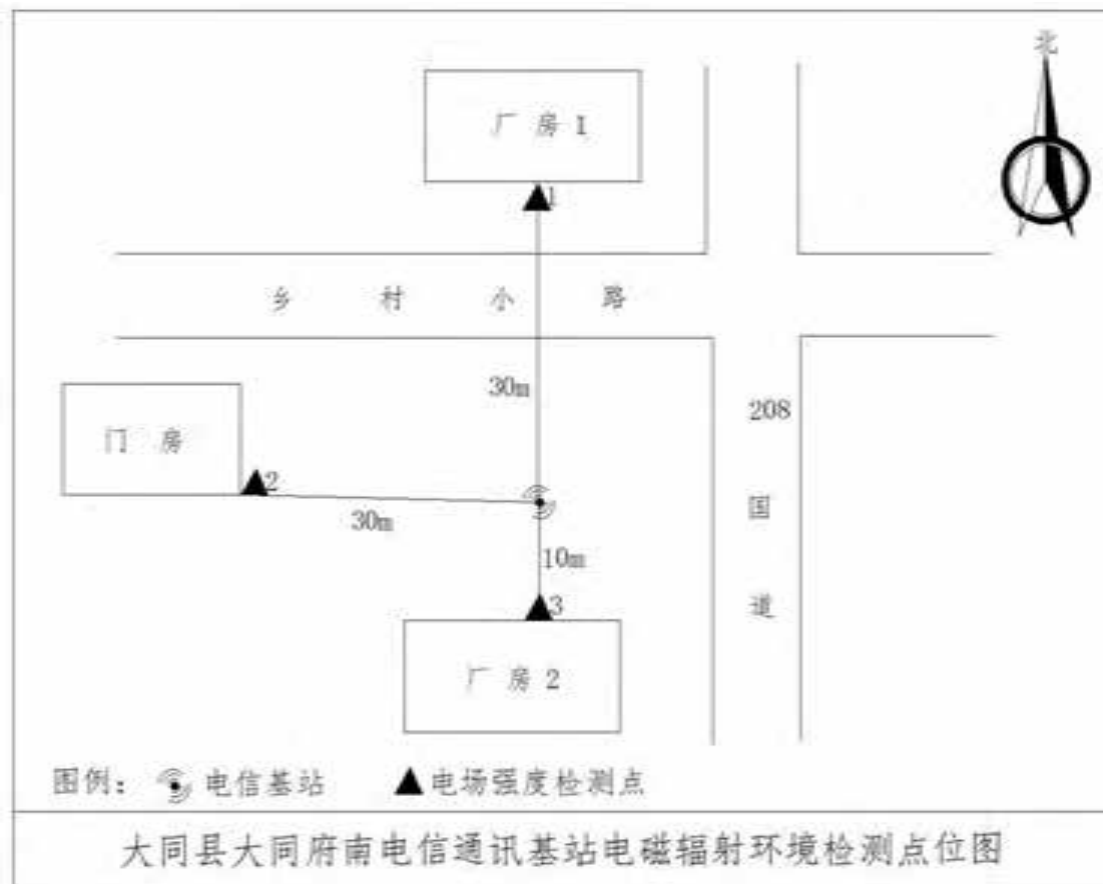 北
厂 房 1
1
乡 村 小 路
30m
208
国
道
门 房
2
30m
10m
3
厂 房 2
图例： 电信基站 电场强度检测点
大同县大同府南电信通讯基站电磁辐射环境检测点位图